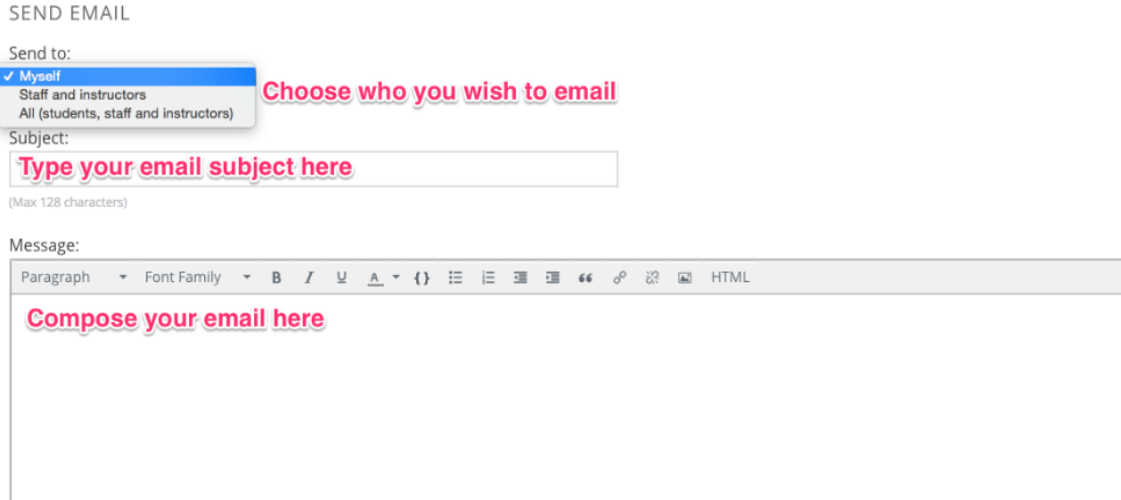 SEND EMAIL
Send to:
✓ Myself
Staff and instructors
All (students, staff and instructors)
Choose who you wish to email
Subject:
Type your email subject here
(Max 128 characters)
Message:
Paragraph Font Family B I U A {} “ HTML
Compose your email here